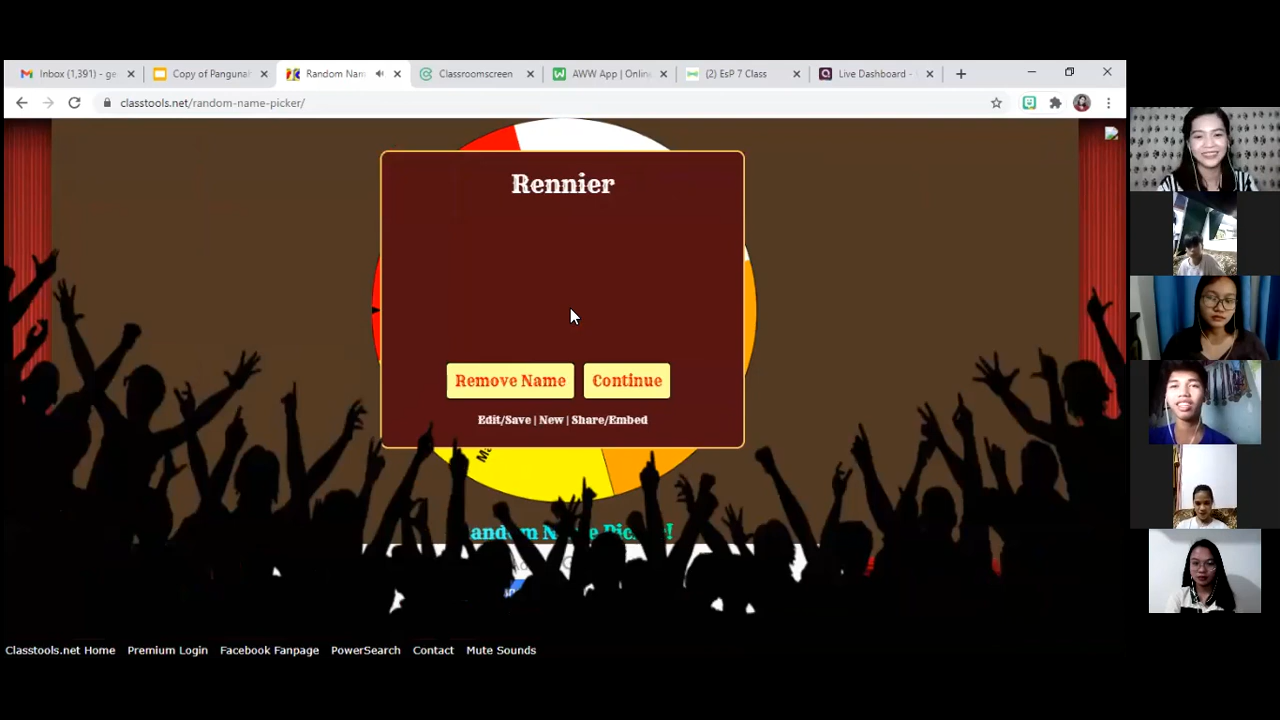 Inbox (1,391) - ge
Copy of Pangunah
Random Nam
Classroomscreen
AWW App | Onlin
(2) EsP 7 Class
Live Dashboard -
classtools.net/random-name-picker/
Rennier
Remove Name
Continue
Edit/Save | New | Share/Embed
Ma
Classtools.net Home
Premium Login
Facebook Fanpage
PowerSearch
Contact
Mute Sounds